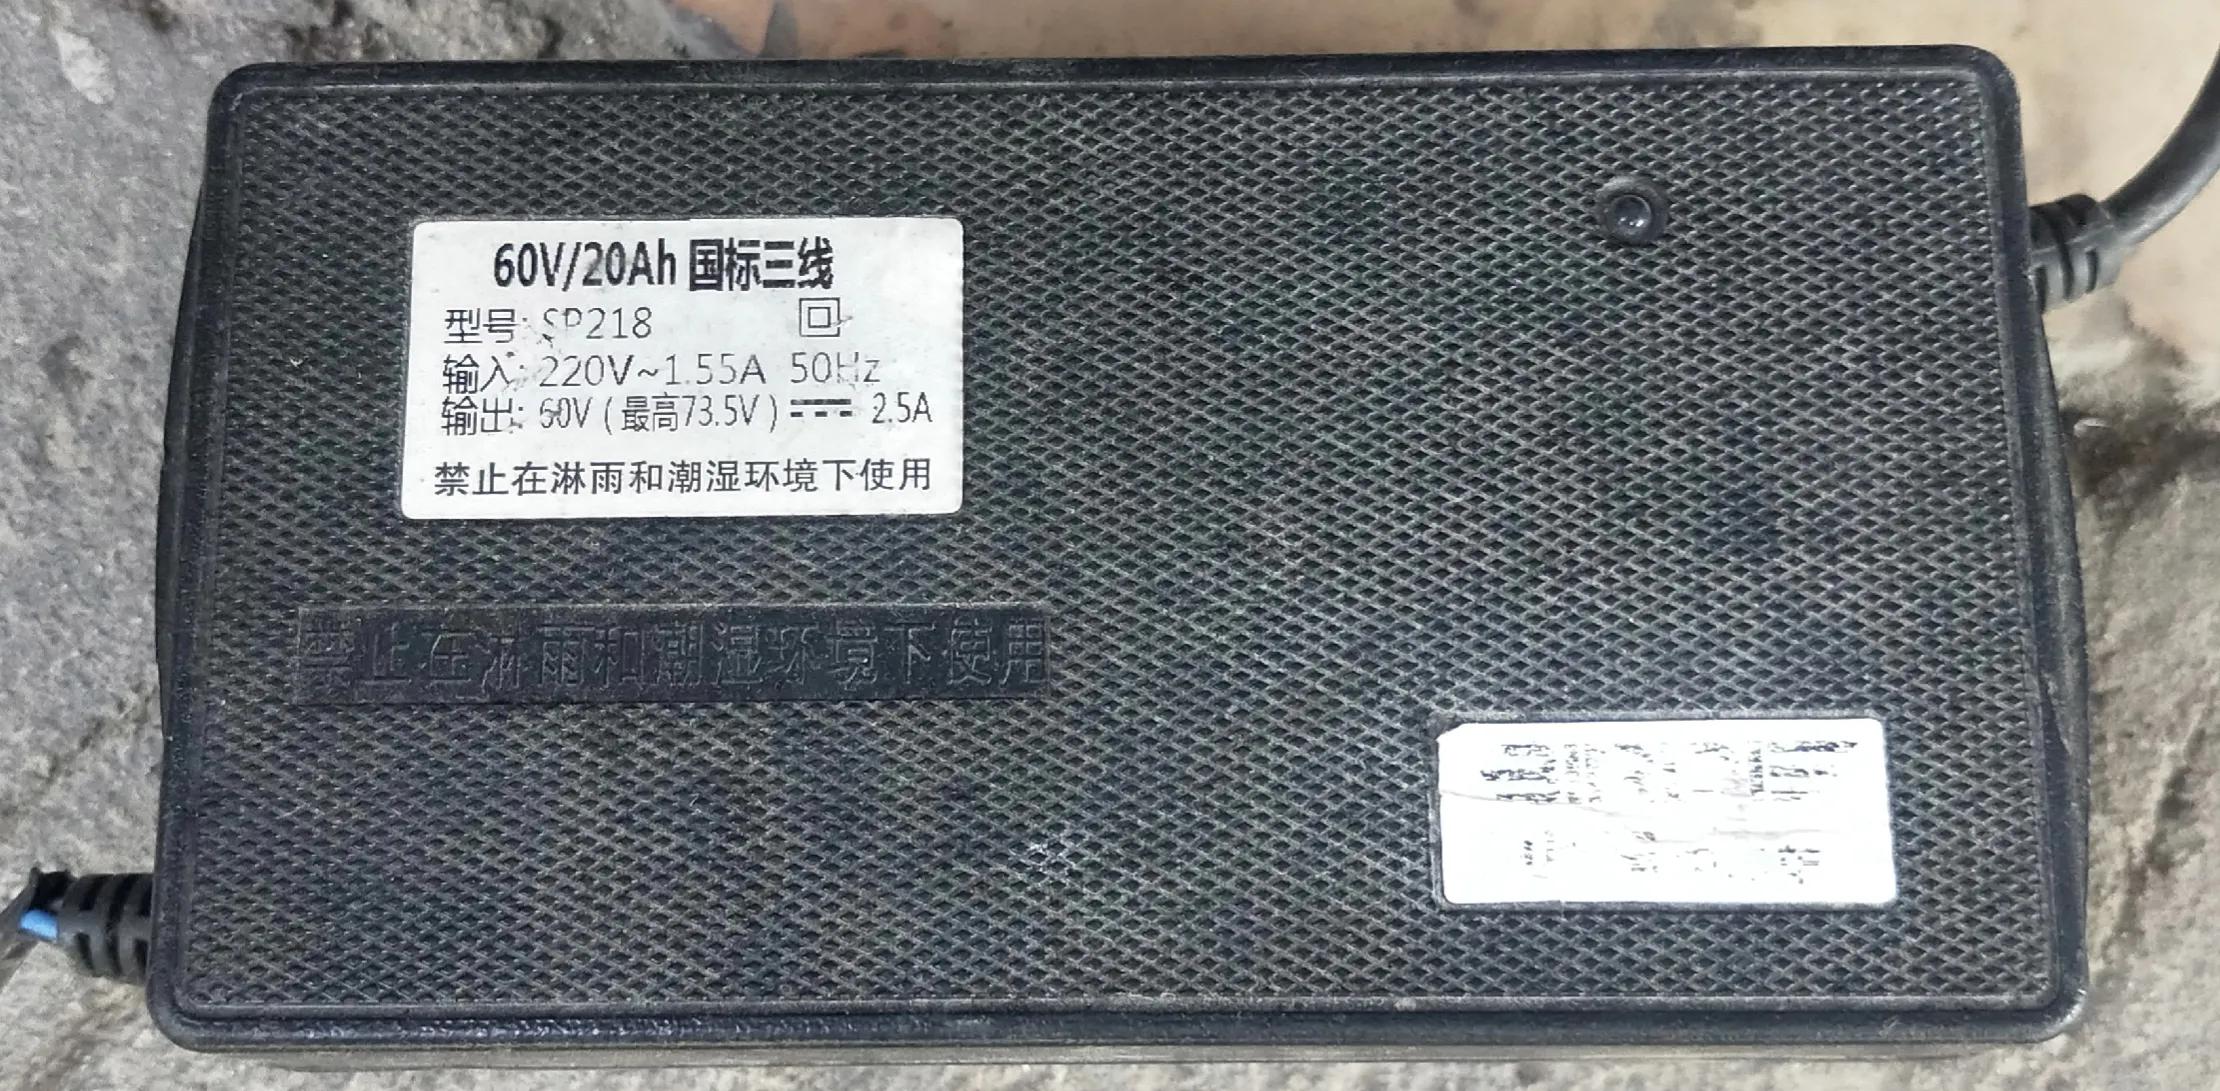 60V/20Ah 国标三线
型号: SP218
输入: 220V~1.55A 50Hz
输出: 60V (最高73.5V) 2.5A
禁止在淋雨和潮湿环境下使用
禁止在淋雨和潮湿环境下使用